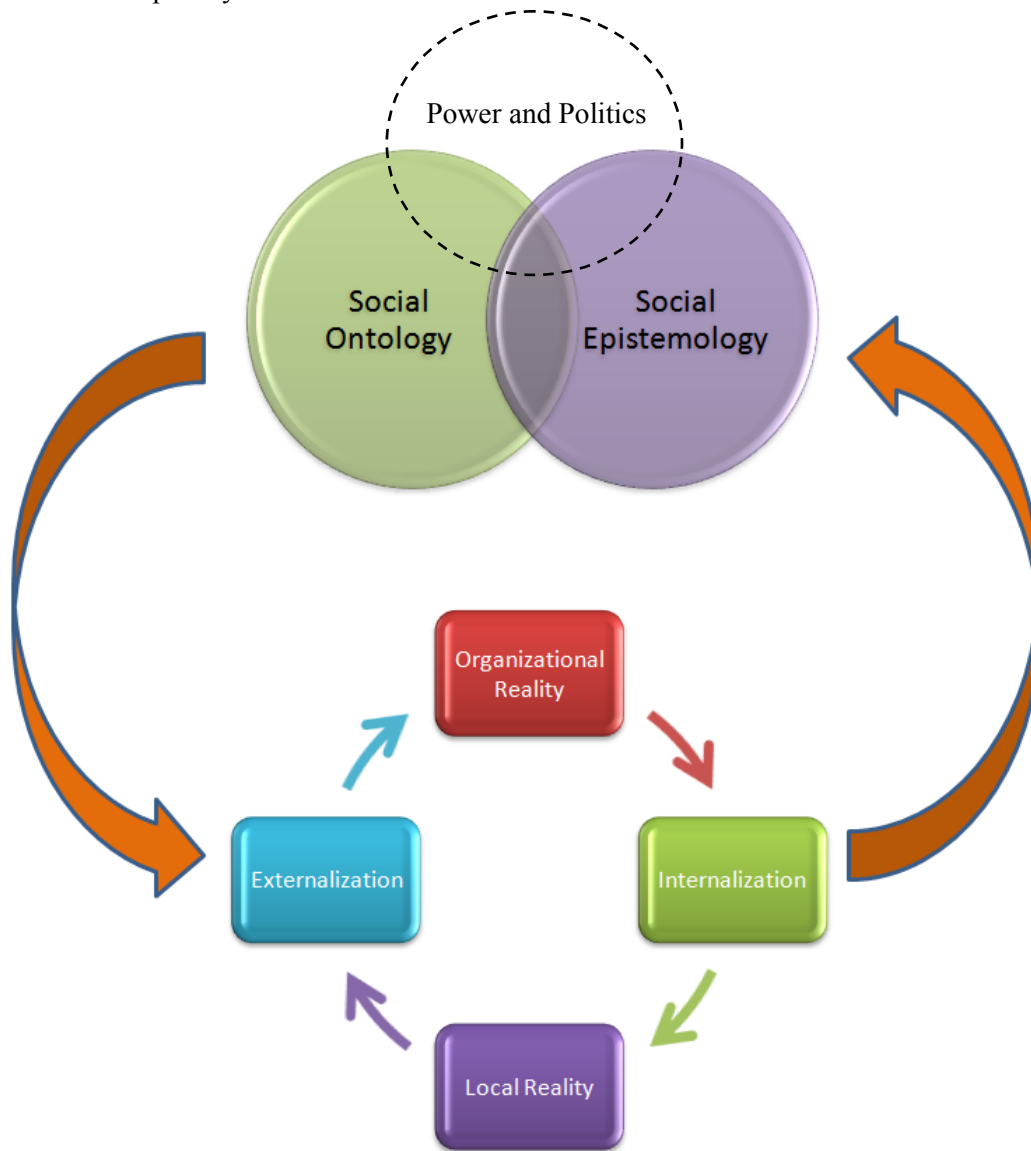 Power and Politics
Social
Ontology
Social
Epistemology
Organizational
Reality
Externalization
Internalization
Local Reality